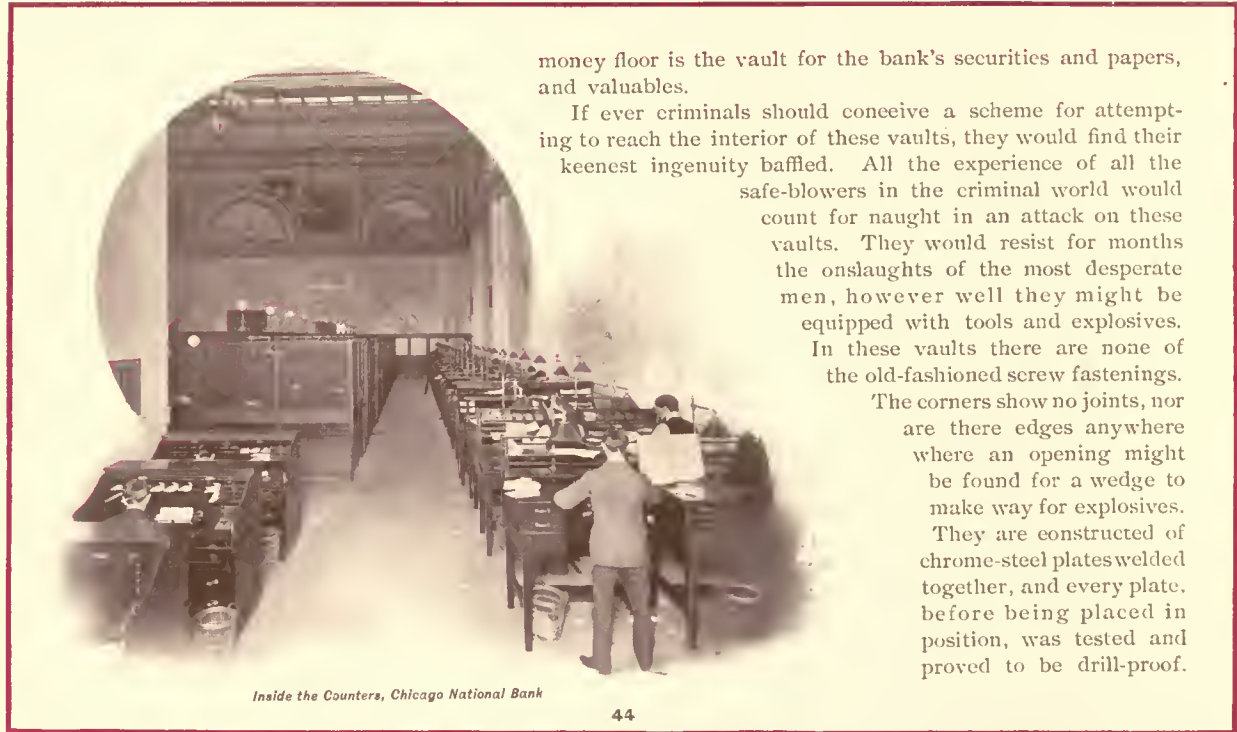 money floor is the vault for the bank's securities and papers,
and valuables.
If ever criminals should conceive a scheme for attempt-
ing to reach the interior of these vaults, they would find their
keenest ingenuity baffled. All the experience of all the
safe-blowers in the criminal world would
count for naught in an attack on these
vaults. They would resist for months
the onslaughts of the most desperate
men, however well they might be
equipped with tools and explosives.
In these vaults there are none of
the old-fashioned screw fastenings.
The corners show no joints, nor
are there edges anywhere
where an opening might
be found for a wedge to
make way for explosives.
They are constructed of
chrome-steel plates welded
together, and every plate,
before being placed in
position, was tested and
proved to be drill-proof.
Inside the Counters, Chicago National Bank
44